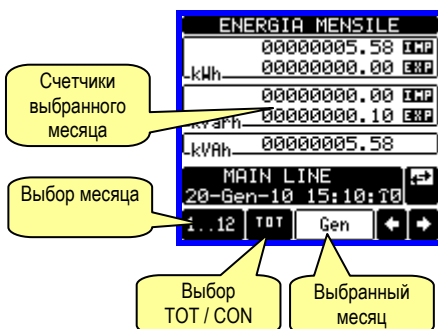 ENERGIA MENSILE
00000005.58 IMP
kWh 00000000.00 EXP
00000000.00 IMP
kvarh 00000000.10 EXP
kVAh 00000005.58
MAIN LINE
20-Gen-10 15:10:10
1..12 TOT Gen
Счетчики
выбранного
месяца
Выбор месяца
Выбор
TOT / CON
Выбранный
месяц